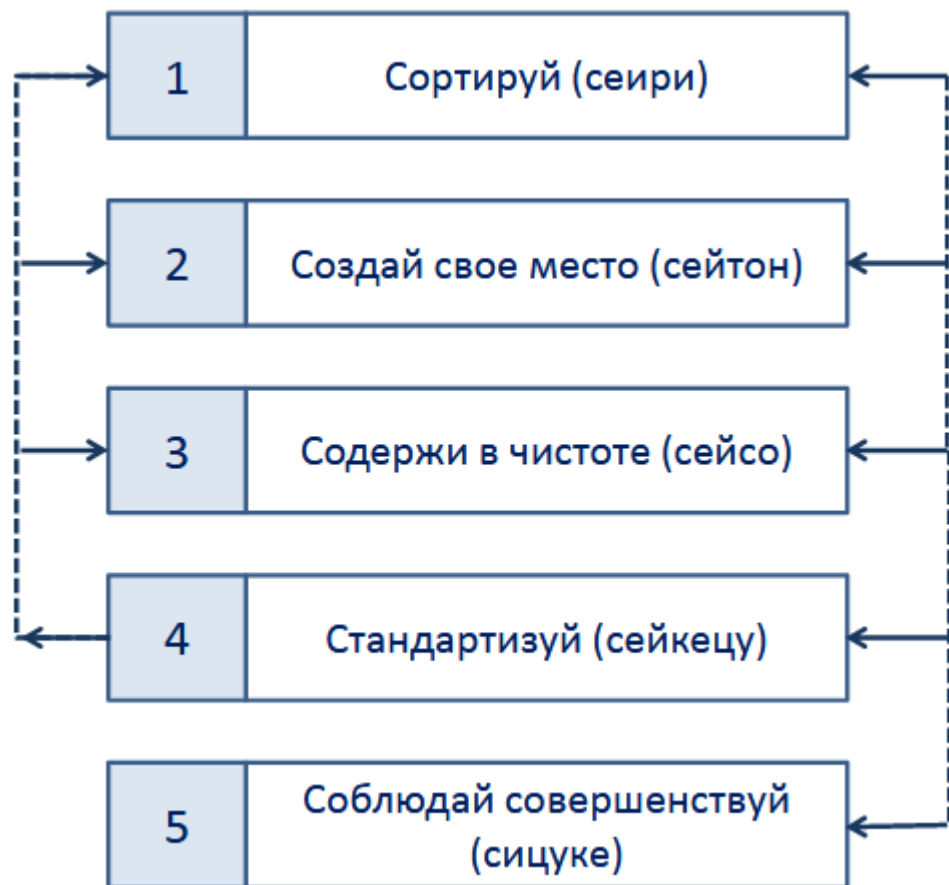 1 Сортируй (сеири)
2 Создай свое место (сейтон)
3 Содержи в чистоте (сейсо)
4 Стандартизуй (сейкецу)
5 Соблюдай совершенствуй
(сицуке)